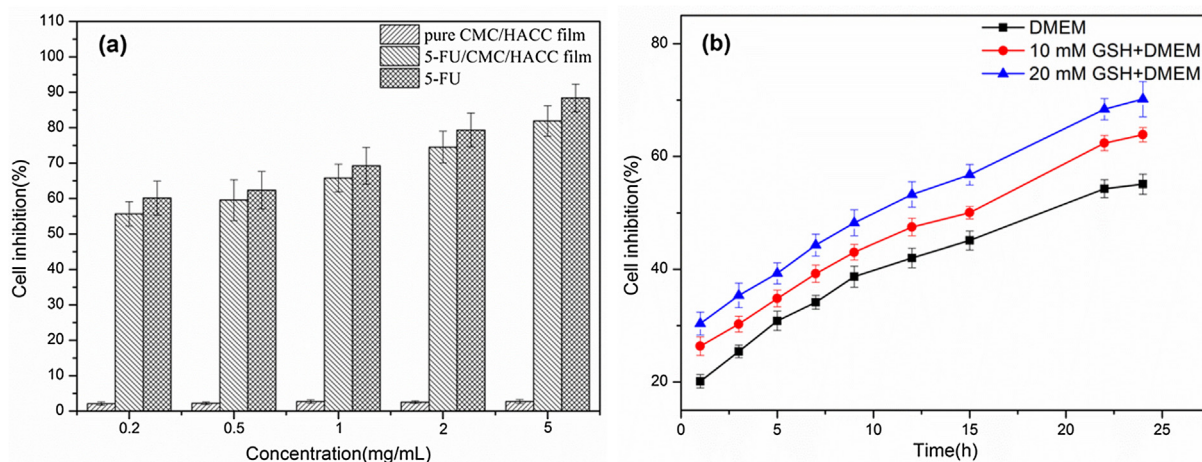 (a)
pure CMC/HACC film
5-FU/CMC/HACC film
5-FU
Cell inhibition(%)
110
100
90
80
70
60
50
40
30
20
10
0
0.2 0.5 1 2 5
Concentration(mg/mL)
(b)
DMEM
10 mM GSH+DMEM
20 mM GSH+DMEM
Cell inhibtion(%)
80
60
40
20
0 5 10 15 20 25
Time(h)